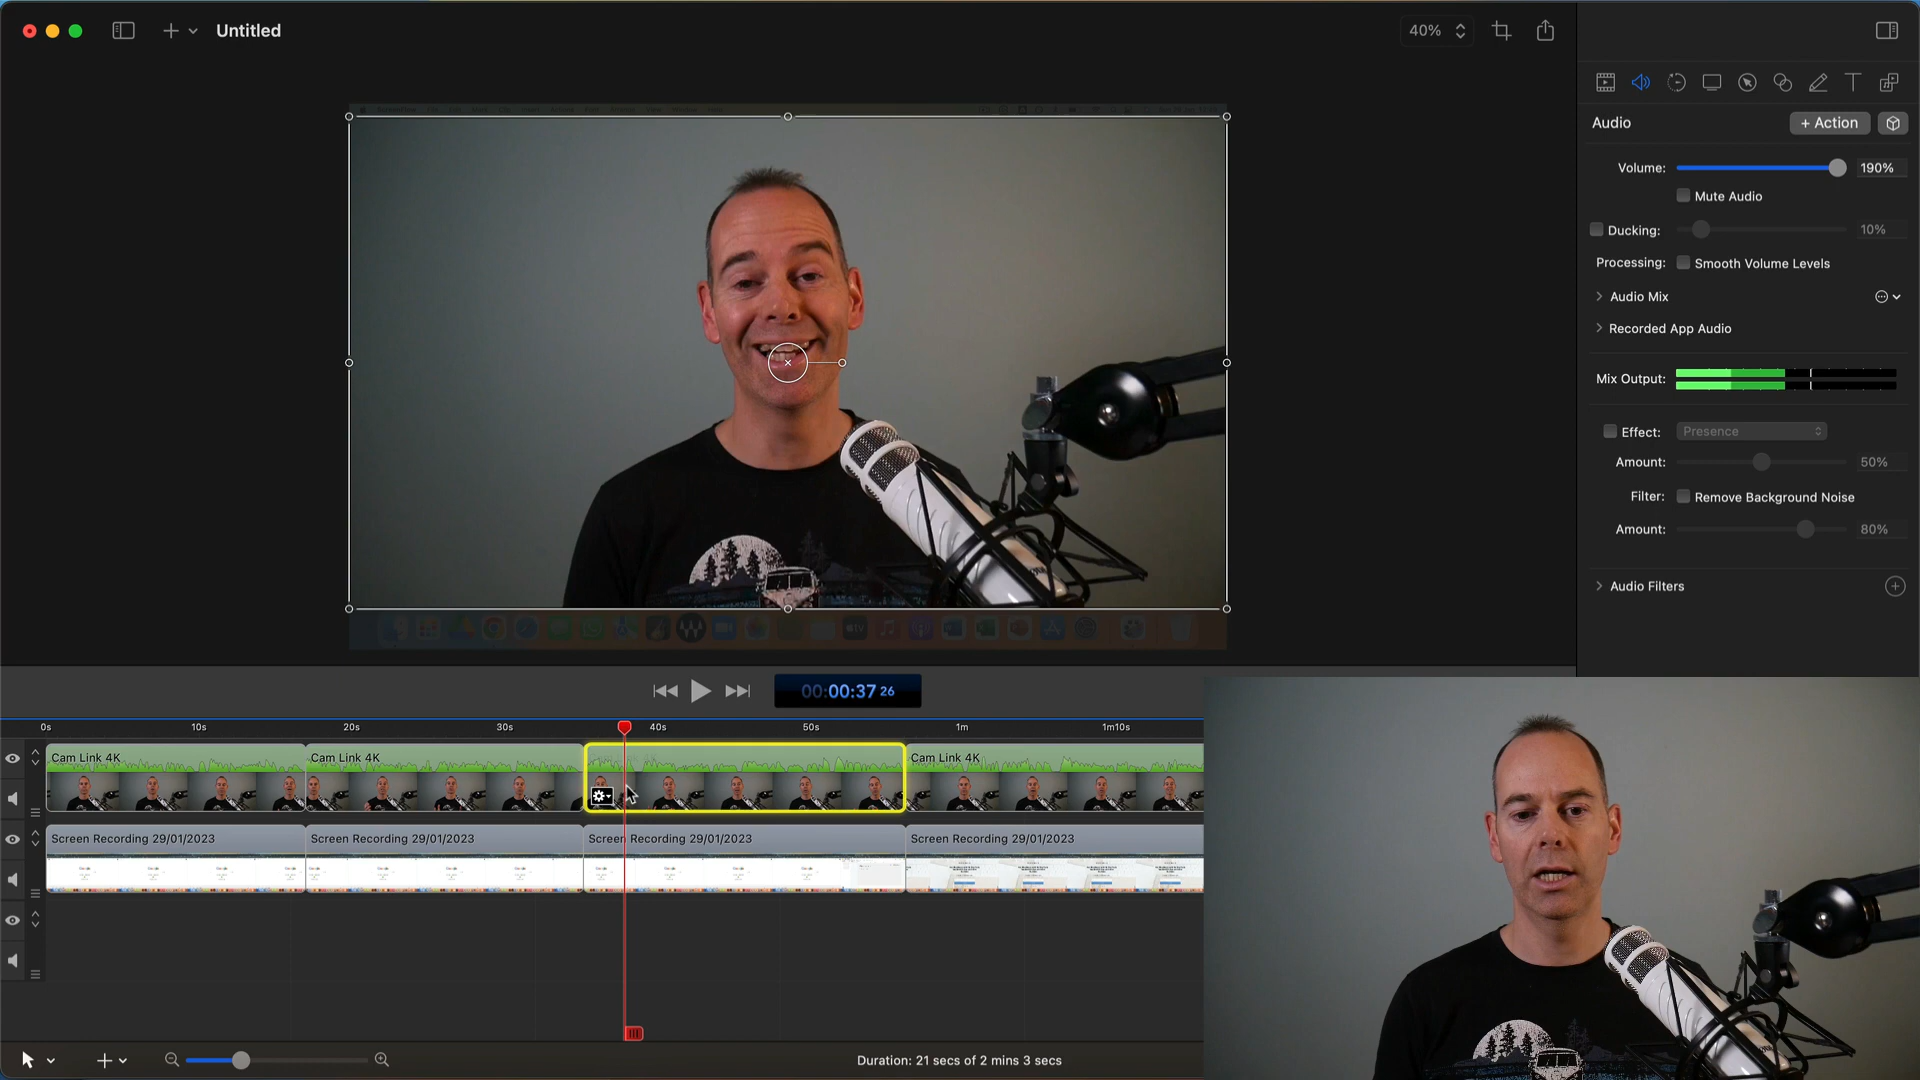 Untitled
40%
Audio
+ Action
Volume:
190%
Mute Audio
Ducking:
10%
Processing:
Smooth Volume Levels
Audio Mix
Recorded App Audio
Mix Output:
Effect:
Presence
Amount:
50%
Filter:
Remove Background Noise
Amount:
80%
Audio Filters
00:00:37 26
0s
10s
20s
30s
40s
50s
1m
1m10s
Cam Link 4K
Cam Link 4K
Cam Link 4K
Screen Recording 29/01/2023
Screen Recording 29/01/2023
Screen Recording 29/01/2023
Screen Recording 29/01/2023
Duration: 21 secs of 2 mins 3 secs